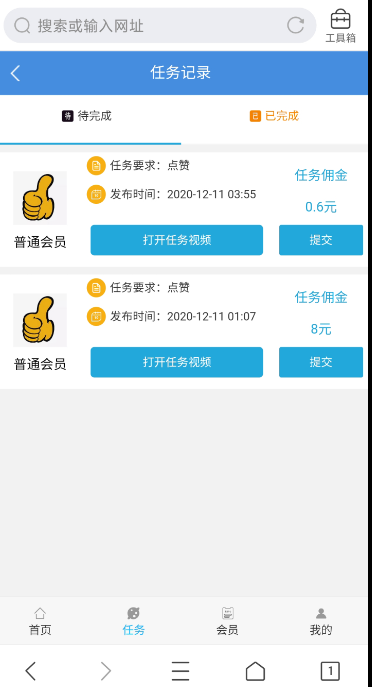 搜索或输入网址
工具箱
任务记录
待 待完成
已 已完成
任务要求：点赞
任务佣金
发布时间：2020-12-11 03:55
0.6元
普通会员
打开任务视频
提交
任务要求：点赞
任务佣金
发布时间：2020-12-11 01:07
8元
普通会员
打开任务视频
提交
首页
任务
会员
我的
1